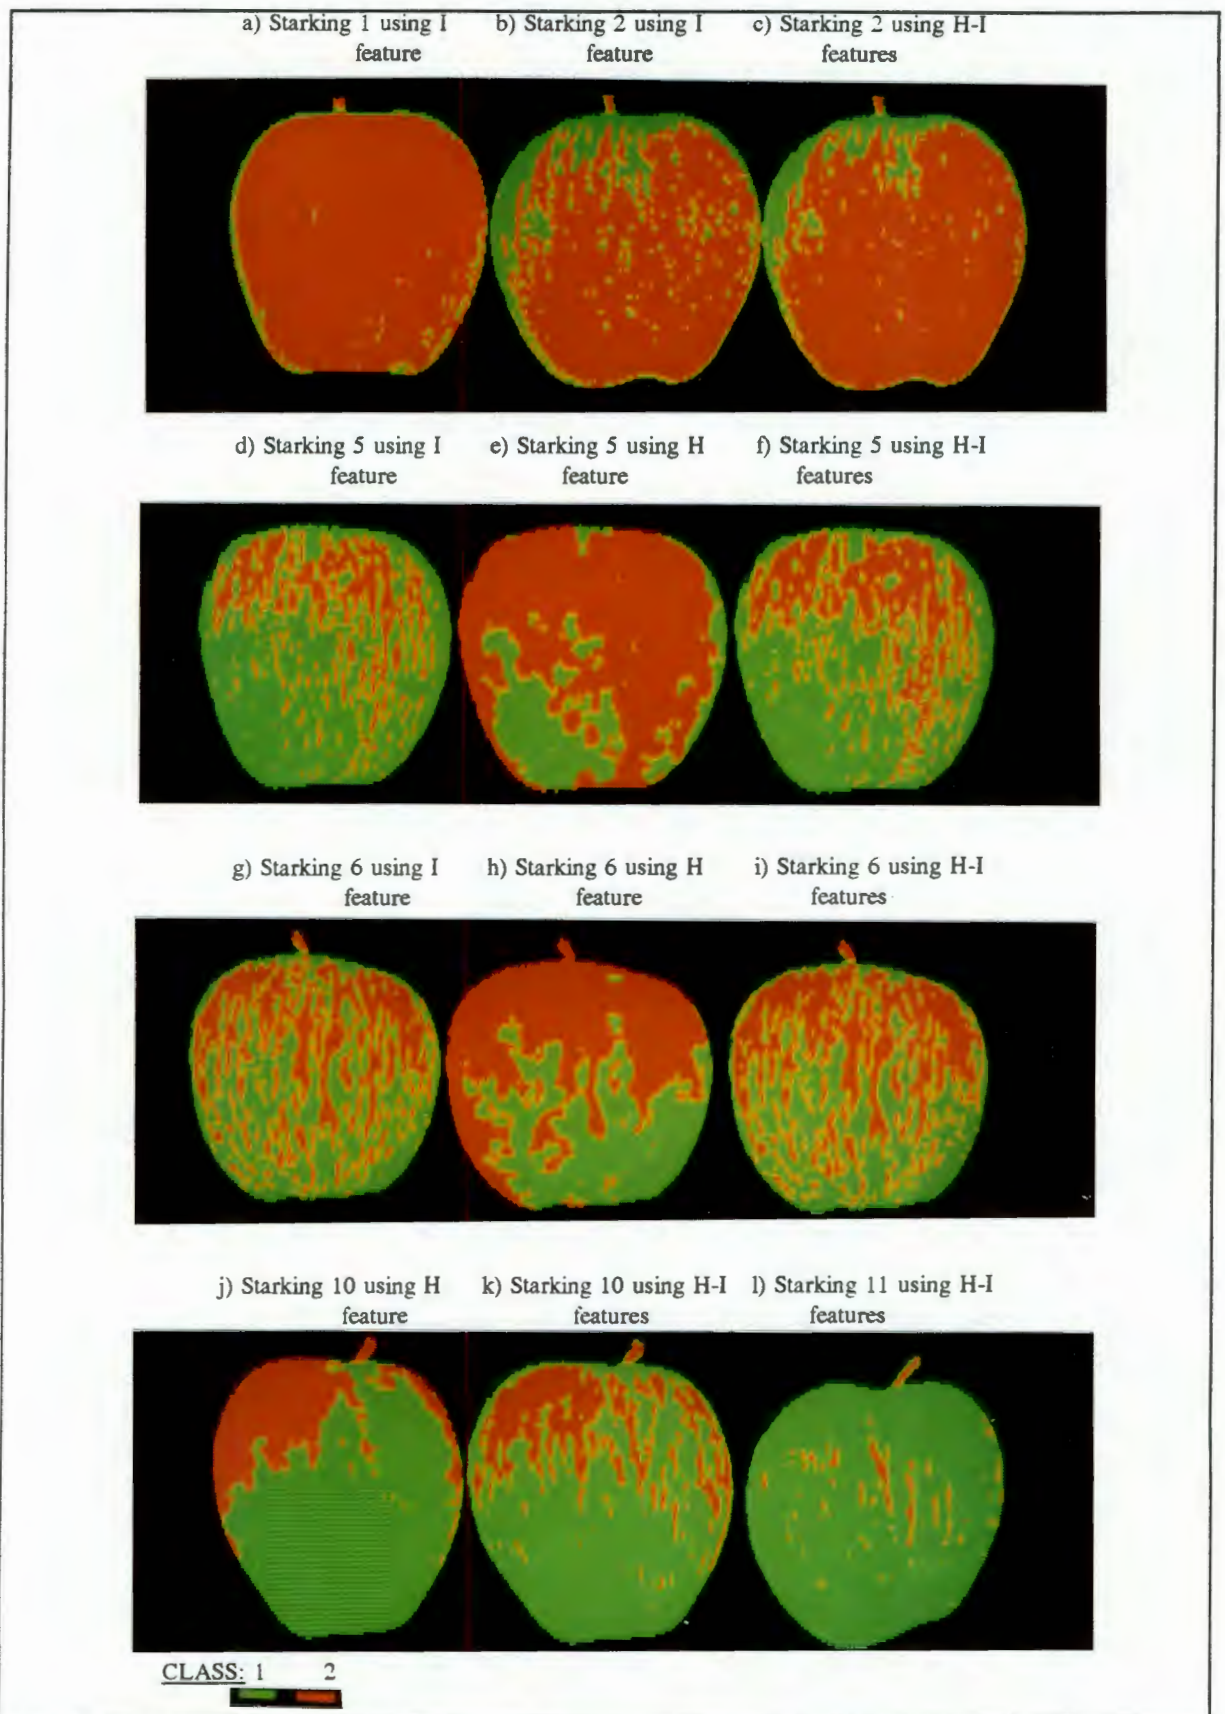 a) Starking 1 using I feature
b) Starking 2 using I feature
c) Starking 2 using H-I features
d) Starking 5 using I feature
e) Starking 5 using H feature
f) Starking 5 using H-I features
g) Starking 6 using I feature
h) Starking 6 using H feature
i) Starking 6 using H-I features
j) Starking 10 using H feature
k) Starking 10 using H-I features
l) Starking 11 using H-I features
CLASS: 1 2